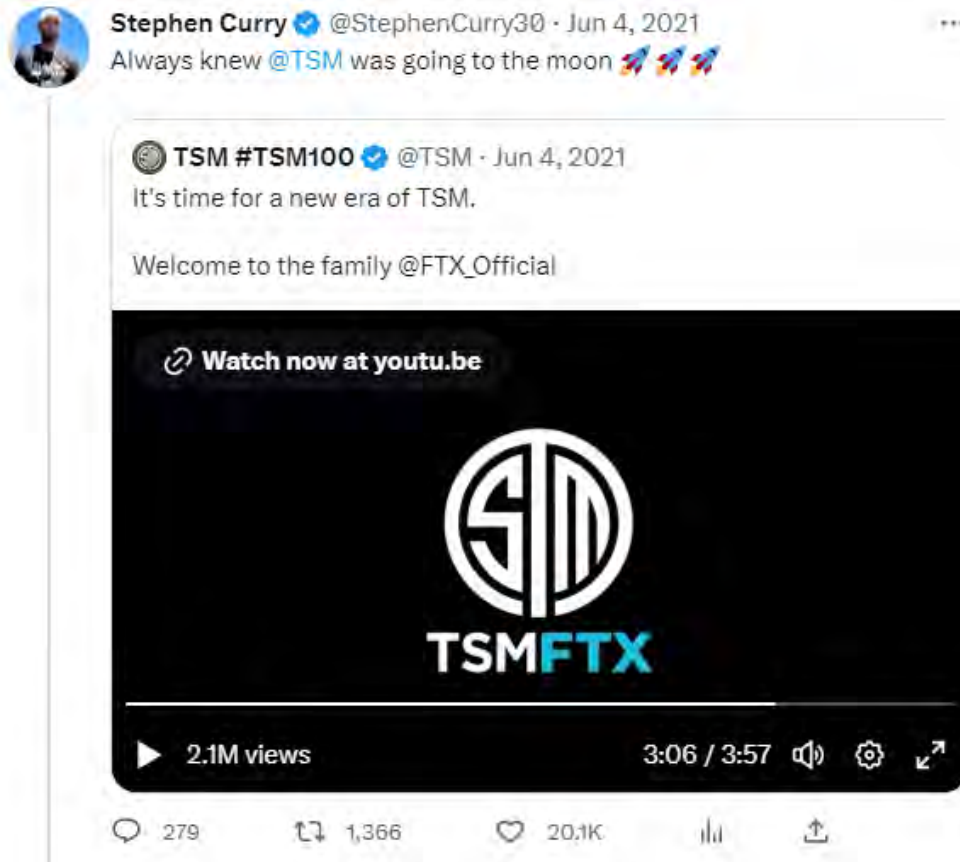 Stephen Curry @StephenCurry30 · Jun 4, 2021
Always knew @TSM was going to the moon 🚀🚀🚀
TSM #TSM100 @TSM · Jun 4, 2021
It's time for a new era of TSM.
Welcome to the family @FTX_Official
Watch now at youtu.be
TSM
TSMFTX
2.1M views 3:06 / 3:57
279 1,366 20.1K